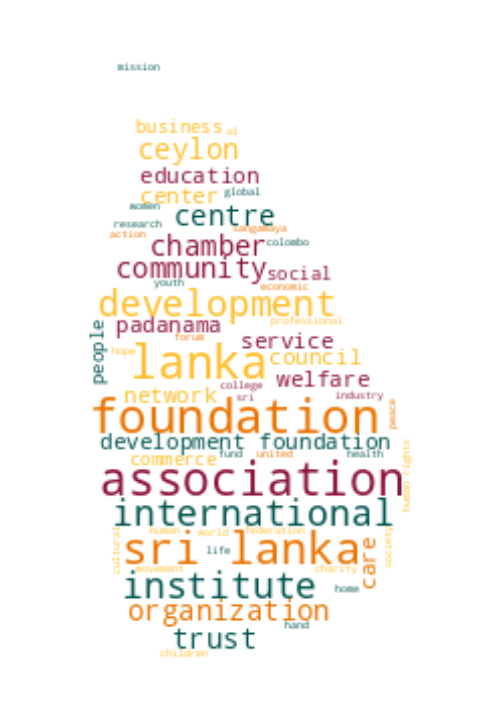 mission
business al
ceylon
education
center global
women centre
research sangamaya
action
chamber colombo
community social
youth economic
development
people padanama professional
forum service
hope lanka council
college welfare
network sri industry
foundation peace
development foundation
commerce fund united health human rights
association
international
cultural human world federation society
sri lanka
life care
movement charity
institute home
organization
hand
trust
children